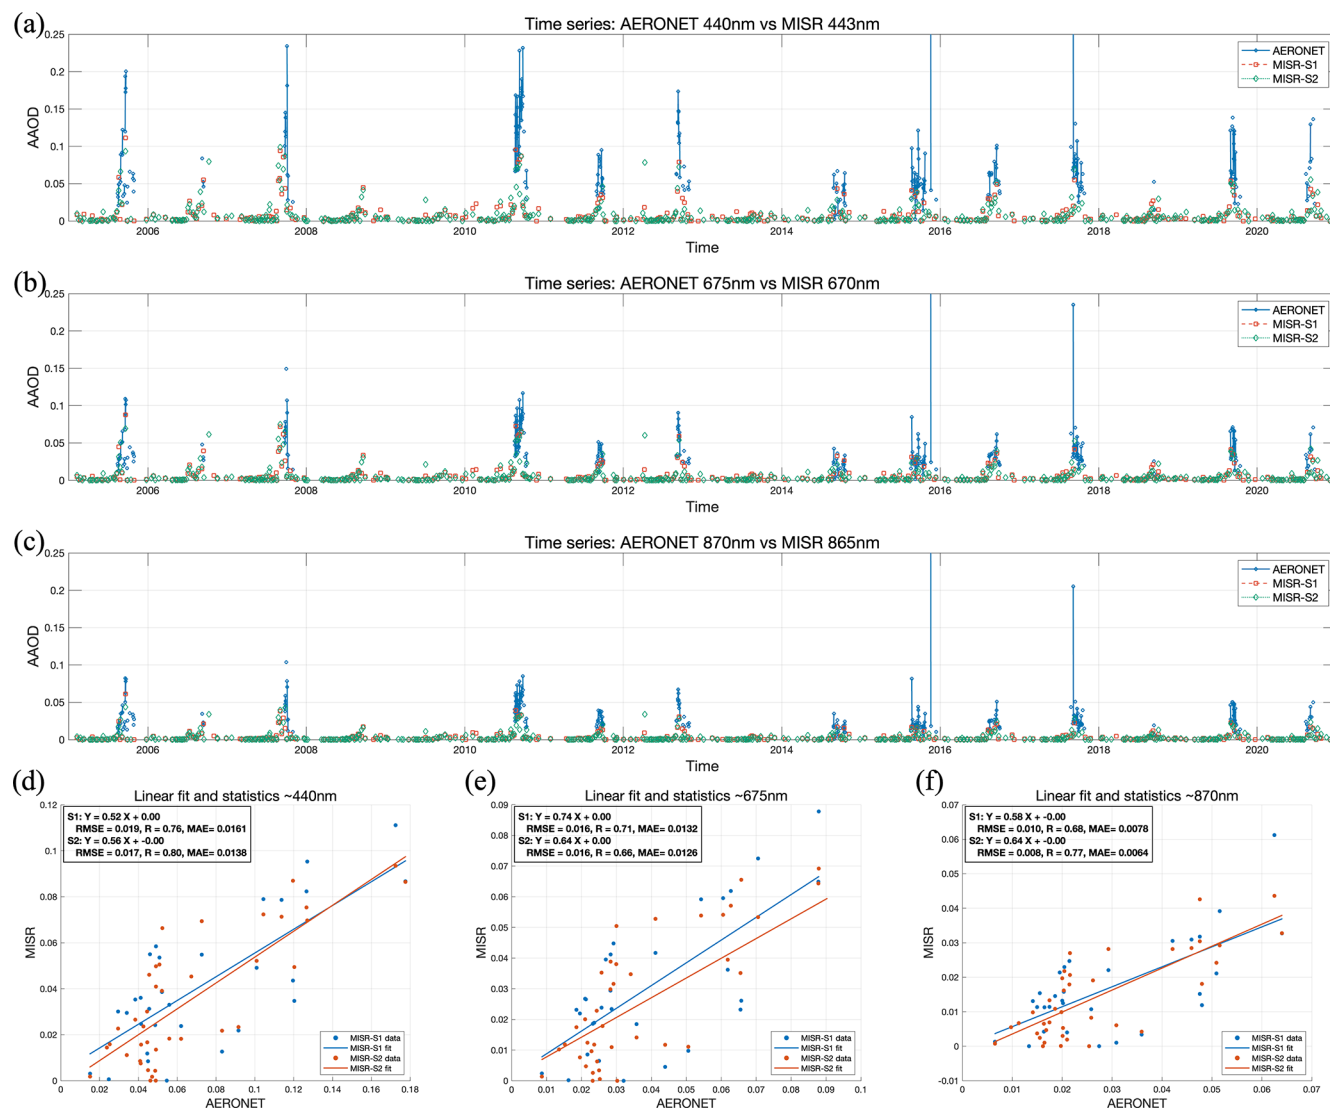 (a)
Time series: AERONET 440nm vs MISR 443nm
0.25
0.2
0.15
0.1
0.05
0
AAOD
AERONET
MISR-S1
MISR-S2
2006 2008 2010 2012 2014 2016 2018 2020
Time
(b)
Time series: AERONET 675nm vs MISR 670nm
0.25
0.2
0.15
0.1
0.05
0
AAOD
AERONET
MISR-S1
MISR-S2
2006 2008 2010 2012 2014 2016 2018 2020
Time
(c)
Time series: AERONET 870nm vs MISR 865nm
0.25
0.2
0.15
0.1
0.05
0
AAOD
AERONET
MISR-S1
MISR-S2
2006 2008 2010 2012 2014 2016 2018 2020
Time
(d)
Linear fit and statistics ~440nm
S1: Y = 0.52 X + 0.00
RMSE = 0.019, R = 0.76, MAE= 0.0161
S2: Y = 0.56 X + -0.00
RMSE = 0.017, R = 0.80, MAE= 0.0138
0.12
0.1
0.08
0.06
0.04
0.02
0
MISR
MISR-S1 data
MISR-S1 fit
MISR-S2 data
MISR-S2 fit
0 0.02 0.04 0.06 0.08 0.1 0.12 0.14 0.16 0.18
AERONET
(e)
Linear fit and statistics ~675nm
S1: Y = 0.74 X + 0.00
RMSE = 0.016, R = 0.71, MAE= 0.0132
S2: Y = 0.64 X + 0.00
RMSE = 0.016, R = 0.66, MAE= 0.0126
0.09
0.08
0.07
0.06
0.05
0.04
0.03
0.02
0.01
0
MISR
MISR-S1 data
MISR-S1 fit
MISR-S2 data
MISR-S2 fit
0 0.01 0.02 0.03 0.04 0.05 0.06 0.07 0.08 0.09 0.1
AERONET
(f)
Linear fit and statistics ~870nm
S1: Y = 0.58 X + -0.00
RMSE = 0.010, R = 0.68, MAE= 0.0078
S2: Y = 0.64 X + -0.00
RMSE = 0.008, R = 0.77, MAE= 0.0064
0.07
0.06
0.05
0.04
0.03
0.02
0.01
0
-0.01
MISR
MISR-S1 data
MISR-S1 fit
MISR-S2 data
MISR-S2 fit
0 0.01 0.02 0.03 0.04 0.05 0.06 0.07
AERONET